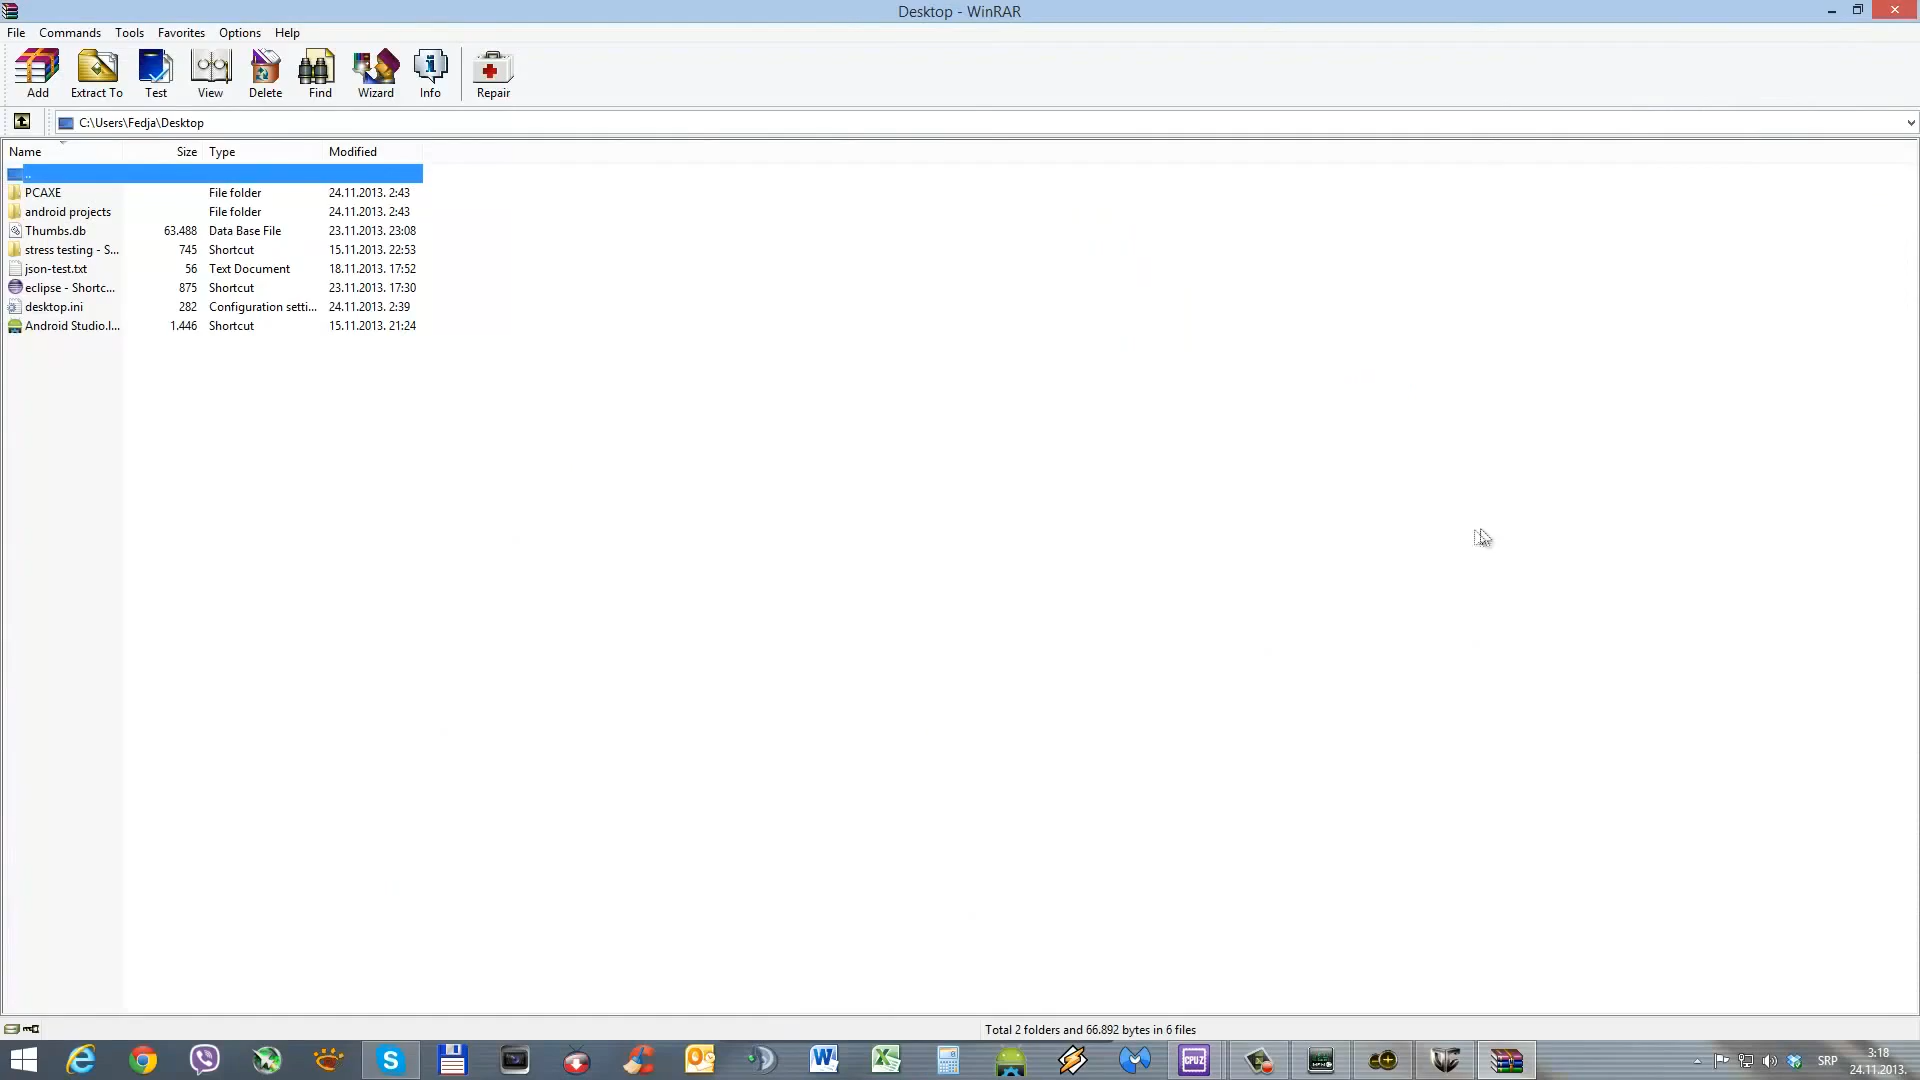 Desktop - WinRAR
File Commands Tools Favorites Options Help
Add Extract To Test View Delete Find Wizard Info Repair
C:\Users\Fedja\Desktop
Name Size Type Modified
..
PCAXE File folder 24.11.2013. 2:43
android projects File folder 24.11.2013. 2:43
Thumbs.db 63.488 Data Base File 23.11.2013. 23:08
stress testing - S... 745 Shortcut 15.11.2013. 22:53
json-test.txt 56 Text Document 18.11.2013. 17:52
eclipse - Shortc... 875 Shortcut 23.11.2013. 17:30
desktop.ini 282 Configuration setti... 24.11.2013. 2:39
Android Studio.l... 1.446 Shortcut 15.11.2013. 21:24
Total 2 folders and 66.892 bytes in 6 files
CPUZ
SRP
3:18
24.11.2013.